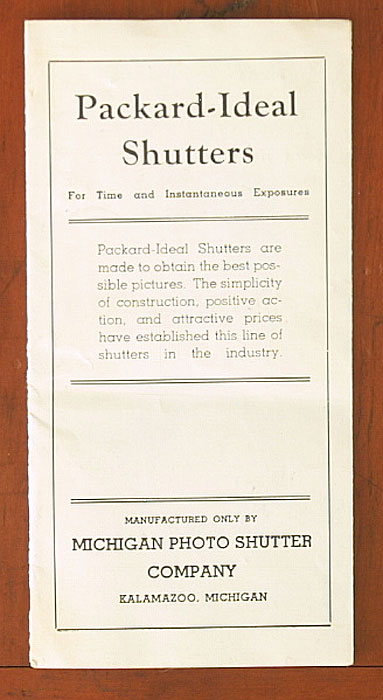 Packard-Ideal
Shutters
For Time and Instantaneous Exposures
Packard-Ideal Shutters are
made to obtain the best pos-
sible pictures. The simplicity
of construction, positive ac-
tion, and attractive prices
have established this line of
shutters in the industry.
MANUFACTURED ONLY BY
MICHIGAN PHOTO SHUTTER
COMPANY
KALAMAZOO, MICHIGAN